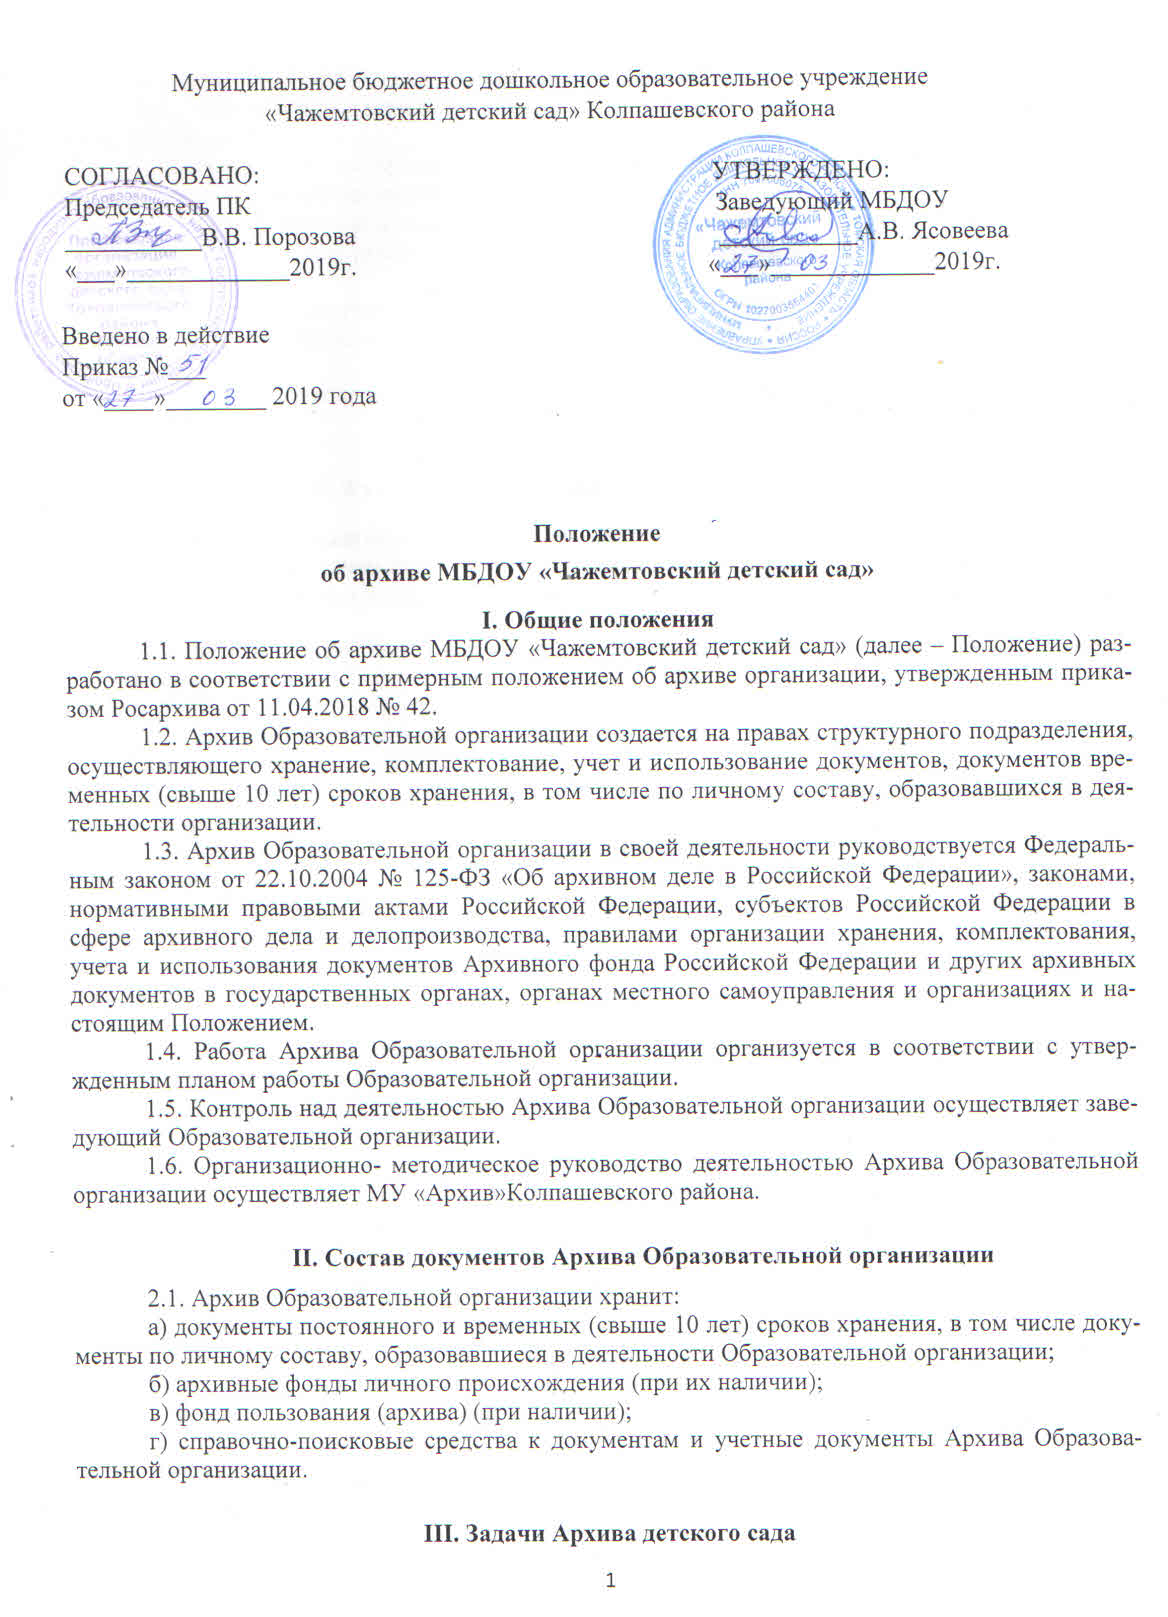 Муниципальное бюджетное дошкольное образовательное учреждение
«Чажемтовский детский сад» Колпашевского района
СОГЛАСОВАНО:
Председатель ПК
___________В.В. Порозова
«___»_____________2019г.
УТВЕРЖДЕНО:
Заведующий МБДОУ
___________А.В. Ясовеева
«27» 03 2019г.
«Чажемтовский
детский сад»
Колпашевского
района
Введено в действие
Приказ № 51
от «27» 03 2019 года
Положение
об архиве МБДОУ «Чажемтовский детский сад»
I. Общие положения
1.1. Положение об архиве МБДОУ «Чажемтовский детский сад» (далее – Положение) раз-
работано в соответствии с примерным положением об архиве организации, утвержденным прика-
зом Росархива от 11.04.2018 № 42.
1.2. Архив Образовательной организации создается на правах структурного подразделения,
осуществляющего хранение, комплектование, учет и использование документов, документов вре-
менных (свыше 10 лет) сроков хранения, в том числе по личному составу, образовавшихся в дея-
тельности организации.
1.3. Архив Образовательной организации в своей деятельности руководствуется Федераль-
ным законом от 22.10.2004 № 125-ФЗ «Об архивном деле в Российской Федерации», законами,
нормативными правовыми актами Российской Федерации, субъектов Российской Федерации в
сфере архивного дела и делопроизводства, правилами организации хранения, комплектования,
учета и использования документов Архивного фонда Российской Федерации и других архивных
документов в государственных органах, органах местного самоуправления и организациях и на-
стоящим Положением.
1.4. Работа Архива Образовательной организации организуется в соответствии с утвер-
жденным планом работы Образовательной организации.
1.5. Контроль над деятельностью Архива Образовательной организации осуществляет заве-
дующий Образовательной организации.
1.6. Организационно- методическое руководство деятельностью Архива Образовательной
организации осуществляет МУ «Архив»Колпашевского района.
II. Состав документов Архива Образовательной организации
2.1. Архив Образовательной организации хранит:
а) документы постоянного и временных (свыше 10 лет) сроков хранения, в том числе доку-
менты по личному составу, образовавшиеся в деятельности Образовательной организации;
б) архивные фонды личного происхождения (при их наличии);
в) фонд пользования (архива) (при наличии);
г) справочно-поисковые средства к документам и учетные документы Архива Образова-
тельной организации.
III. Задачи Архива детского сада
1